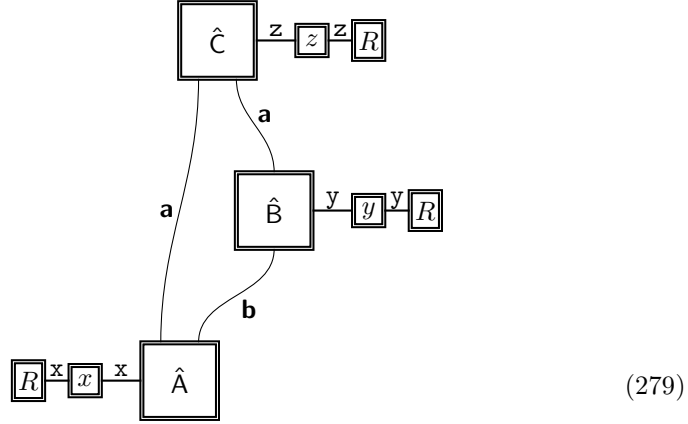 Ĉ z z z R
a
a B̂ y y y R
b
R x x x Â
(279)